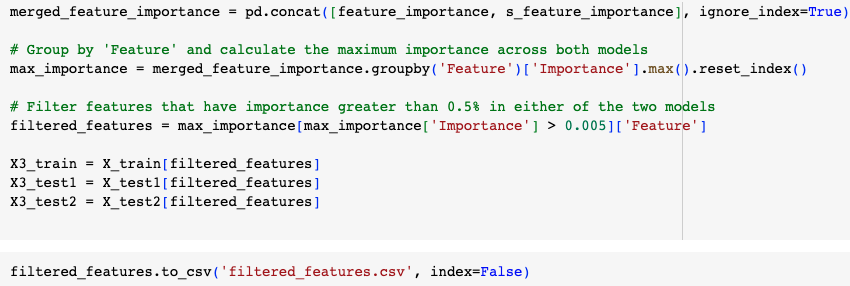 merged_feature_importance = pd.concat([feature_importance, s_feature_importance], ignore_index=True)
# Group by 'Feature' and calculate the maximum importance across both models
max_importance = merged_feature_importance.groupby('Feature')['Importance'].max().reset_index()
# Filter features that have importance greater than 0.5% in either of the two models
filtered_features = max_importance[max_importance['Importance'] > 0.005]['Feature']
X3_train = X_train[filtered_features]
X3_test1 = X_test1[filtered_features]
X3_test2 = X_test2[filtered_features]
filtered_features.to_csv('filtered_features.csv', index=False)